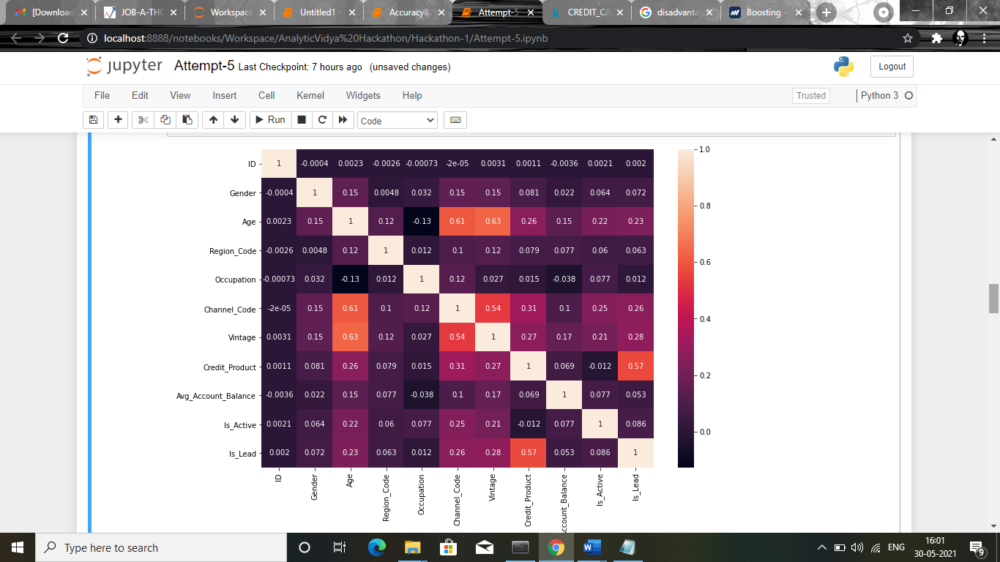 [Download
JOB-A-THO
Workspace
Untitled1 -
Accuracy8
Attempt-5
CREDIT_CA
disadvanta
Boosting -
localhost:8888/notebooks/Workspace/AnalyticVidya%20Hackathon/Hackathon-1/Attempt-5.ipynb
jupyter Attempt-5 Last Checkpoint: 7 hours ago (unsaved changes) Logout
File Edit View Insert Cell Kernel Widgets Help Trusted Python 3
Run Code
ID 1 -0.0004 0.0023 -0.0026 -0.00073 -2e-05 0.0031 0.0011 -0.0036 0.0021 0.002
Gender -0.0004 1 0.15 0.0048 0.032 0.15 0.15 0.081 0.022 0.064 0.072
Age 0.0023 0.15 1 0.12 -0.13 0.61 0.63 0.26 0.15 0.22 0.23
Region_Code -0.0026 0.0048 0.12 1 0.012 0.1 0.12 0.079 0.077 0.06 0.063
Occupation -0.00073 0.032 -0.13 0.012 1 0.12 0.027 0.015 -0.038 0.077 0.012
Channel_Code -2e-05 0.15 0.61 0.1 0.12 1 0.54 0.31 0.1 0.25 0.26
Vintage 0.0031 0.15 0.63 0.12 0.027 0.54 1 0.27 0.17 0.21 0.28
Credit_Product 0.0011 0.081 0.26 0.079 0.015 0.31 0.27 1 0.069 -0.012 0.57
Avg_Account_Balance -0.0036 0.022 0.15 0.077 -0.038 0.1 0.17 0.069 1 0.077 0.053
Is_Active 0.0021 0.064 0.22 0.06 0.077 0.25 0.21 -0.012 0.077 1 0.086
Is_Lead 0.002 0.072 0.23 0.063 0.012 0.26 0.28 0.57 0.053 0.086 1
ID
Gender
Age
Region_Code
Occupation
Channel_Code
Vintage
Credit_Product
ccount_Balance
Is_Active
Is_Lead
1.0
0.8
0.6
0.4
0.2
0.0
Type here to search
ENG
16:01
30-05-2021
9